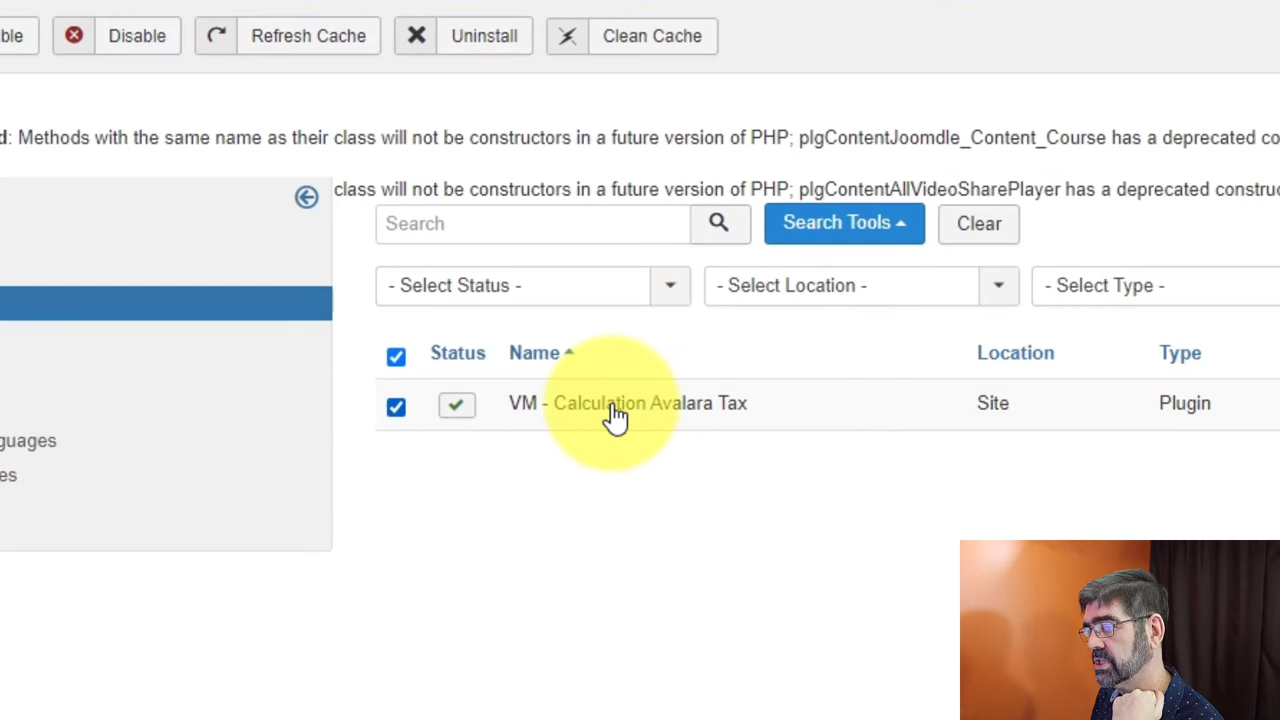 ble Disable Refresh Cache Uninstall Clean Cache
d: Methods with the same name as their class will not be constructors in a future version of PHP; plgContentJoomdle_Content_Course has a deprecated co
class will not be constructors in a future version of PHP; plgContentAllVideoSharePlayer has a deprecated constru
Search Search Tools Clear
- Select Status - - Select Location - - Select Type -
Status Name Location Type
VM - Calculation Avalara Tax Site Plugin
guages
es